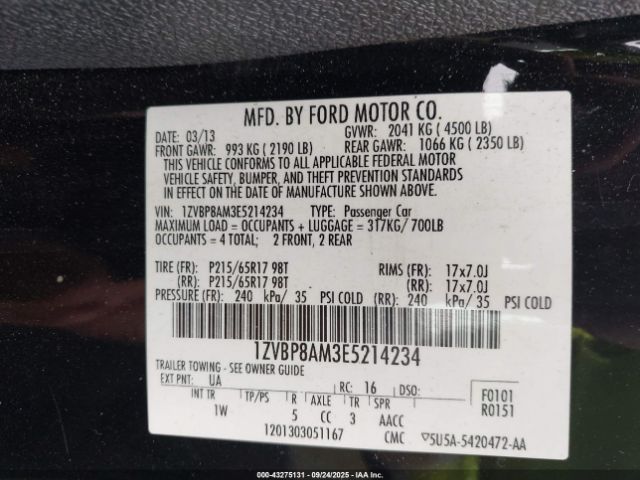 MFD. BY FORD MOTOR CO.
DATE: 03/13 GVWR: 2041 KG ( 4500 LB)
FRONT GAWR: 993 KG ( 2190 LB) REAR GAWR: 1066 KG ( 2350 LB)
THIS VEHICLE CONFORMS TO ALL APPLICABLE FEDERAL MOTOR
VEHICLE SAFETY, BUMPER, AND THEFT PREVENTION STANDARDS
IN EFFECT ON THE DATE OF MANUFACTURE SHOWN ABOVE.
VIN: 1ZVBP8AM3E5214234 TYPE: Passenger Car
MAXIMUM LOAD = OCCUPANTS + LUGGAGE = 317KG/ 700LB
OCCUPANTS = 4 TOTAL; 2 FRONT, 2 REAR
TIRE (FR): P215/65R17 98T RIMS (FR): 17x7.0J
(RR): P215/65R17 98T (RR): 17x7.0J
PRESSURE (FR): 240 kPa/ 35 PSI COLD (RR): 240 kPa/ 35 PSI COLD
1ZVBP8AM3E5214234
TRAILER TOWING - SEE OWNER GUIDE
EXT PNT: UA RC: 16 DSO: F0101
INT TR TP/PS R AXLE TR SPR R0151
1W 5 CC 3 AACC
1201303051167 CMC ▽5U5A-5420472-AA
000-43275131 - 09/24/2025 - IAAI.COM